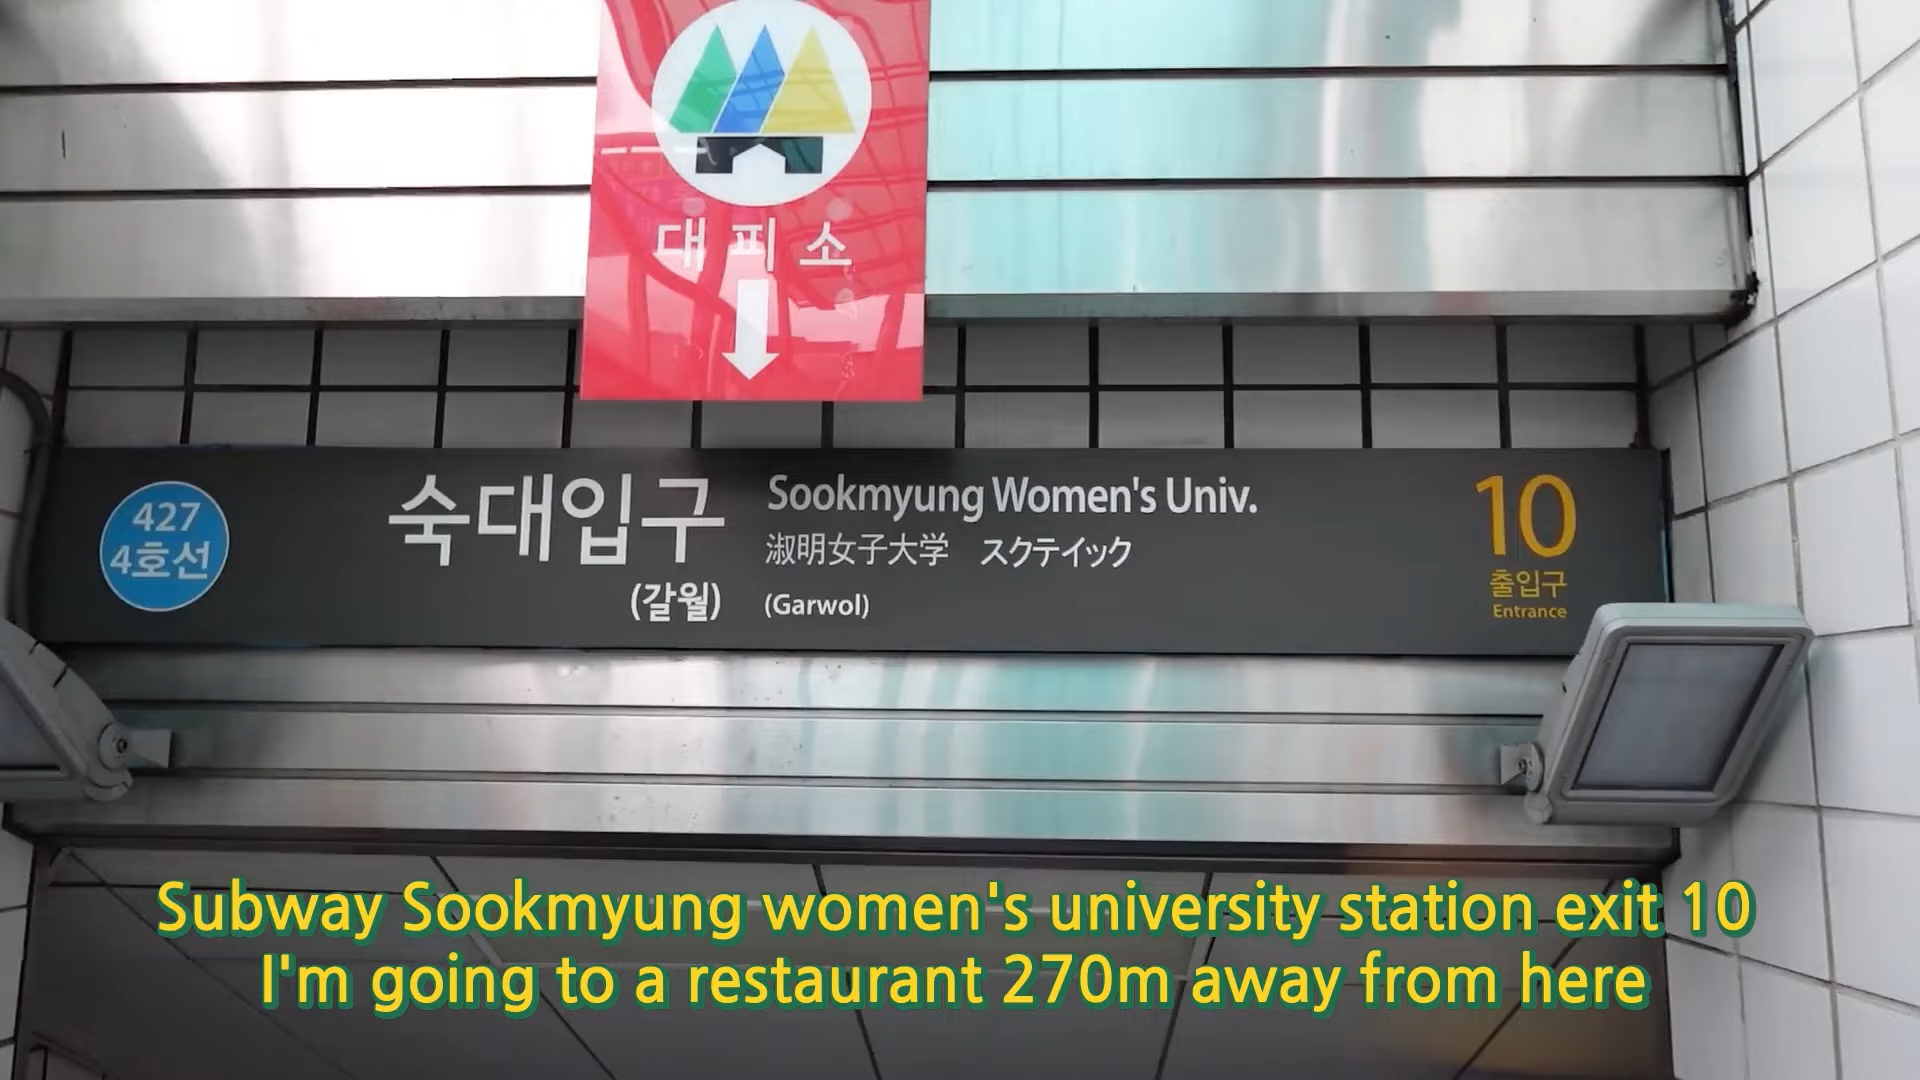 대피소
427
4호선
숙대입구
(갈월)
Sookmyung Women's Univ.
淑明女子大学 スクテイック
(Garwol)
10
출입구
Entrance
Subway Sookmyung women's university station exit 10
I'm going to a restaurant 270m away from here